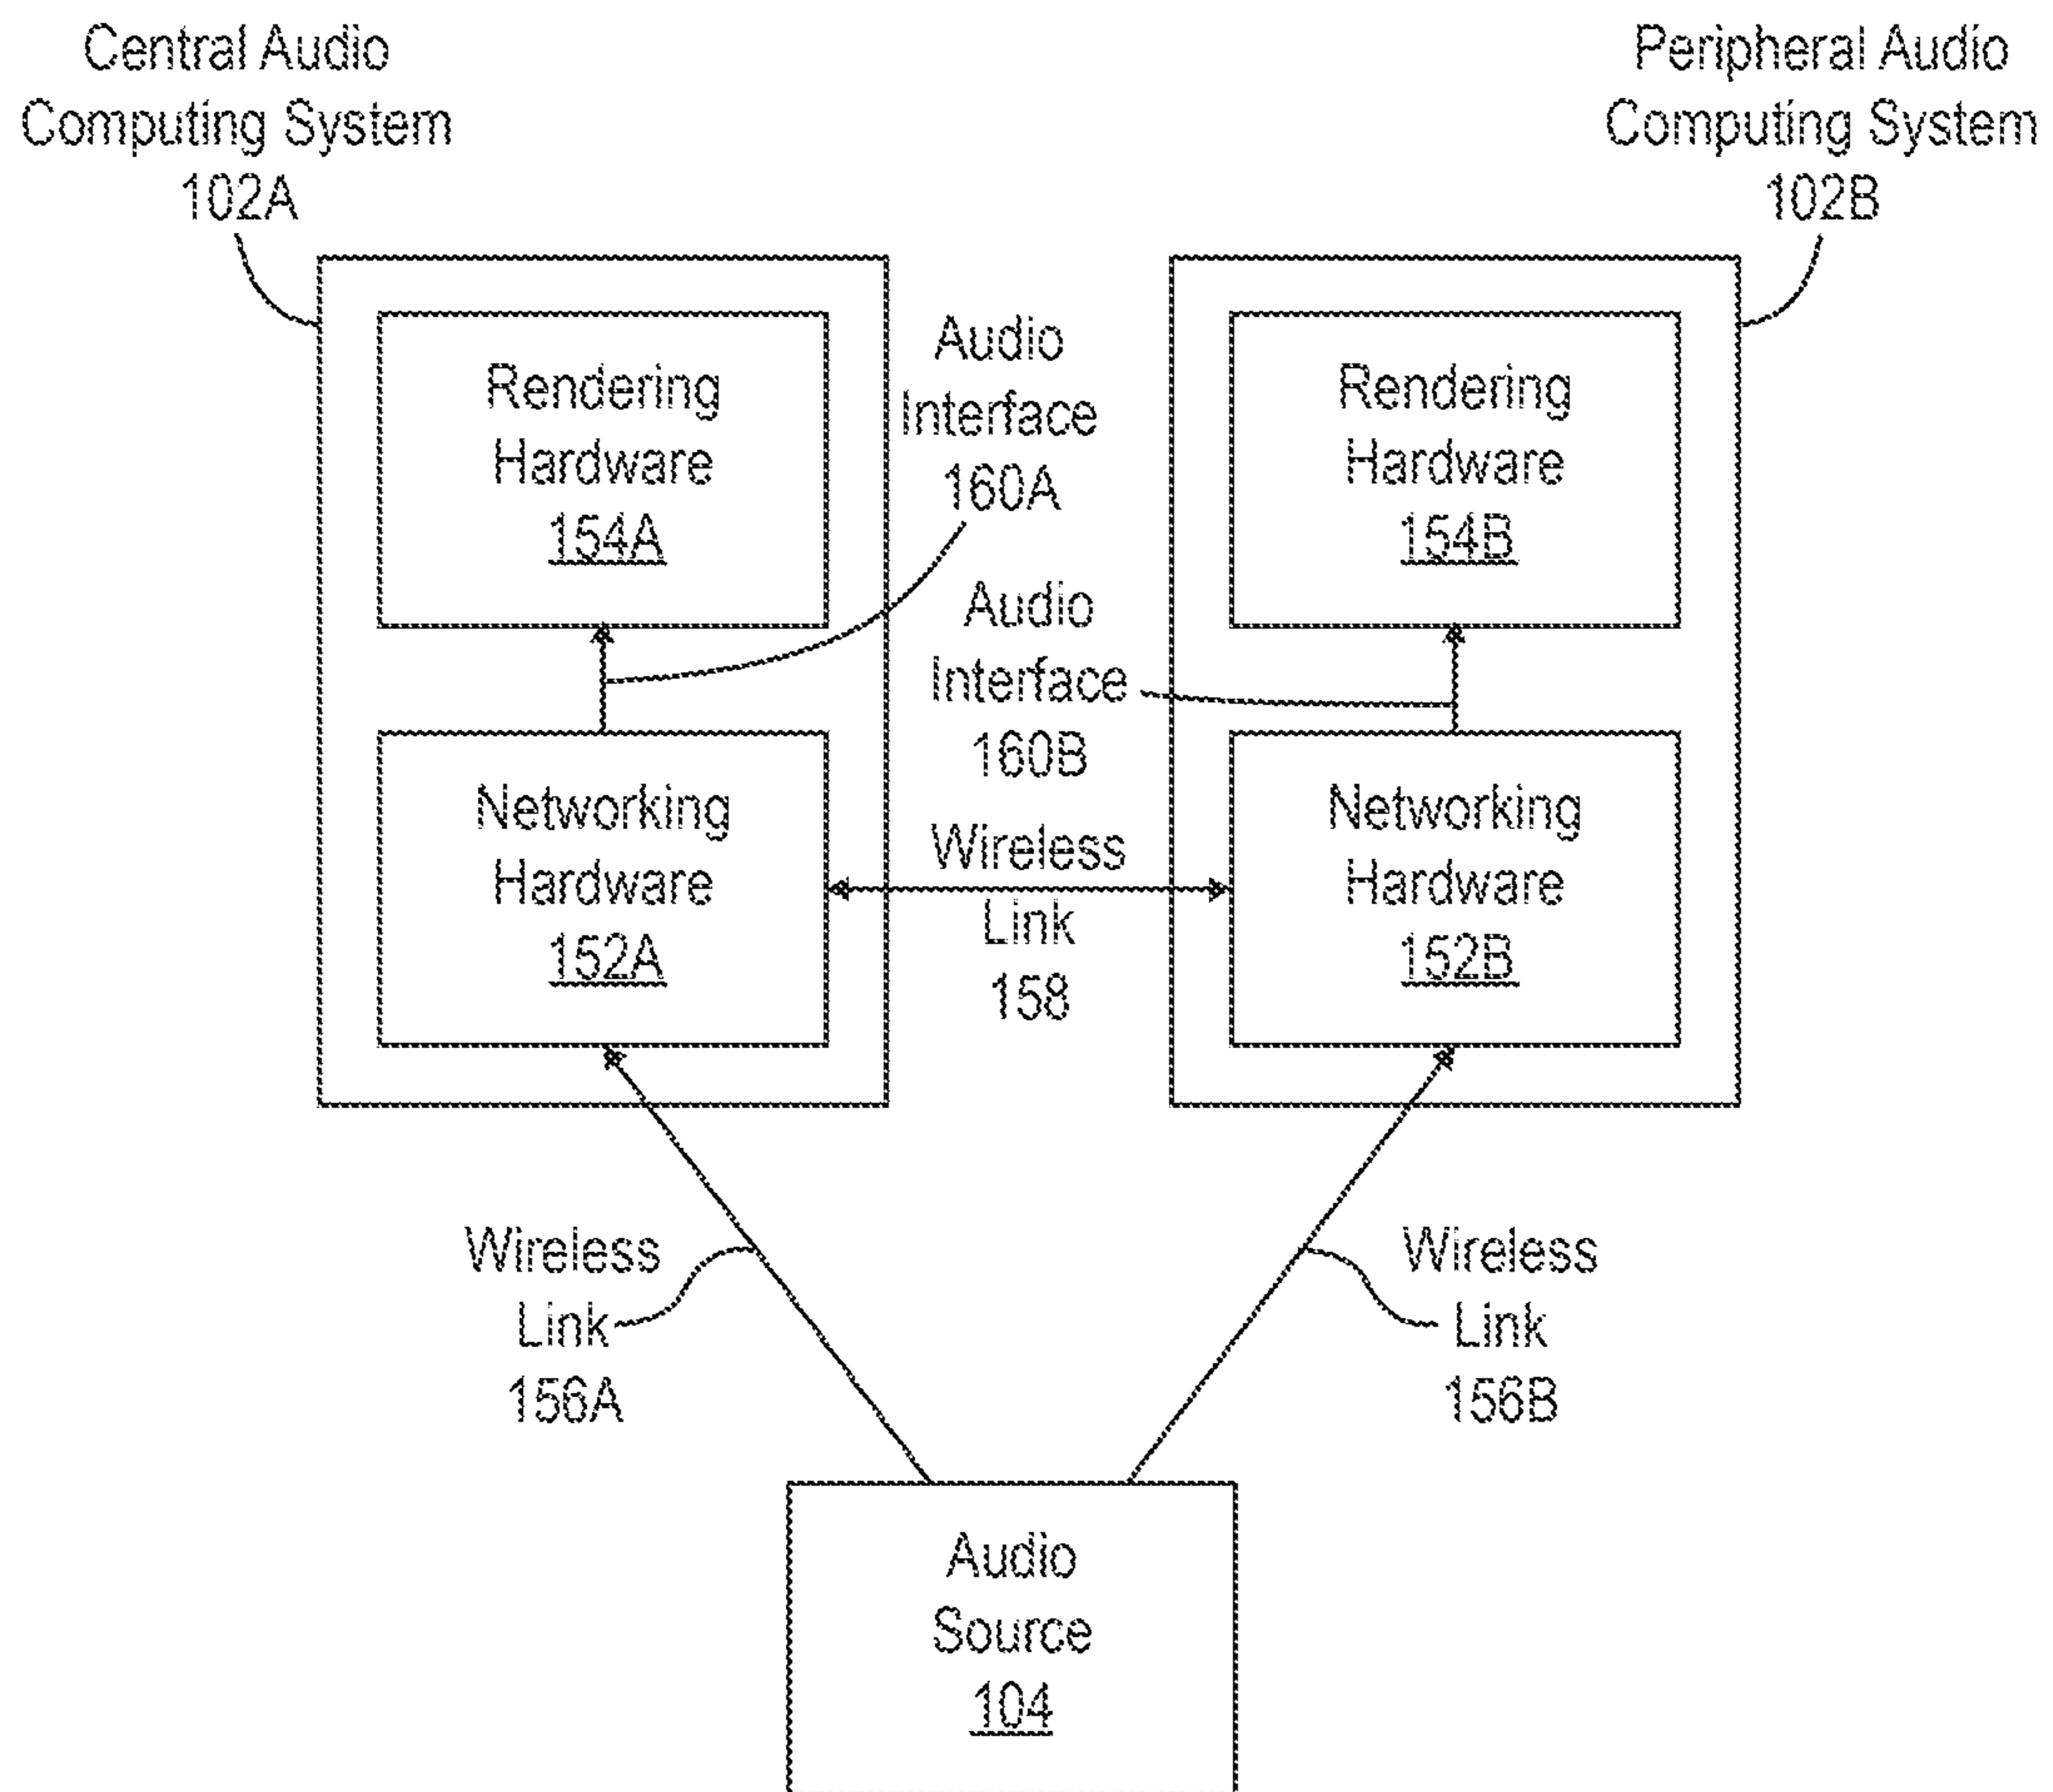 Central Audio
Computing System
102A
Peripheral Audio
Computing System
102B
Rendering
Hardware
154A
Audio
Interface
160A
Rendering
Hardware
154B
Audio
Interface
160B
Networking
Hardware
152A
Wireless
Link
158
Networking
Hardware
152B
Wireless
Link
156A
Wireless
Link
156B
Audio
Source
104